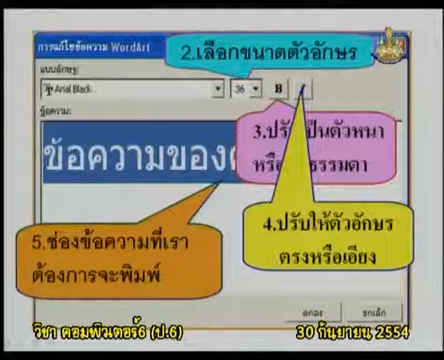 การแก้ไขข้อความ WordArt
2.เลือกขนาดตัวอักษร
แบบอักษร:
Arial Black
36
B
ข้อความ:
ข้อความของ
3.ปรับเป็นตัวหนา
หรือ ธรรมดา
4.ปรับให้ตัวอักษร
ตรงหรือเอียง
5.ช่องข้อความที่เรา
ต้องการจะพิมพ์
ตกลง
ยกเลิก
วิชา คอมพิวเตอร์6 (ป.6)
30 กันยายน 2554